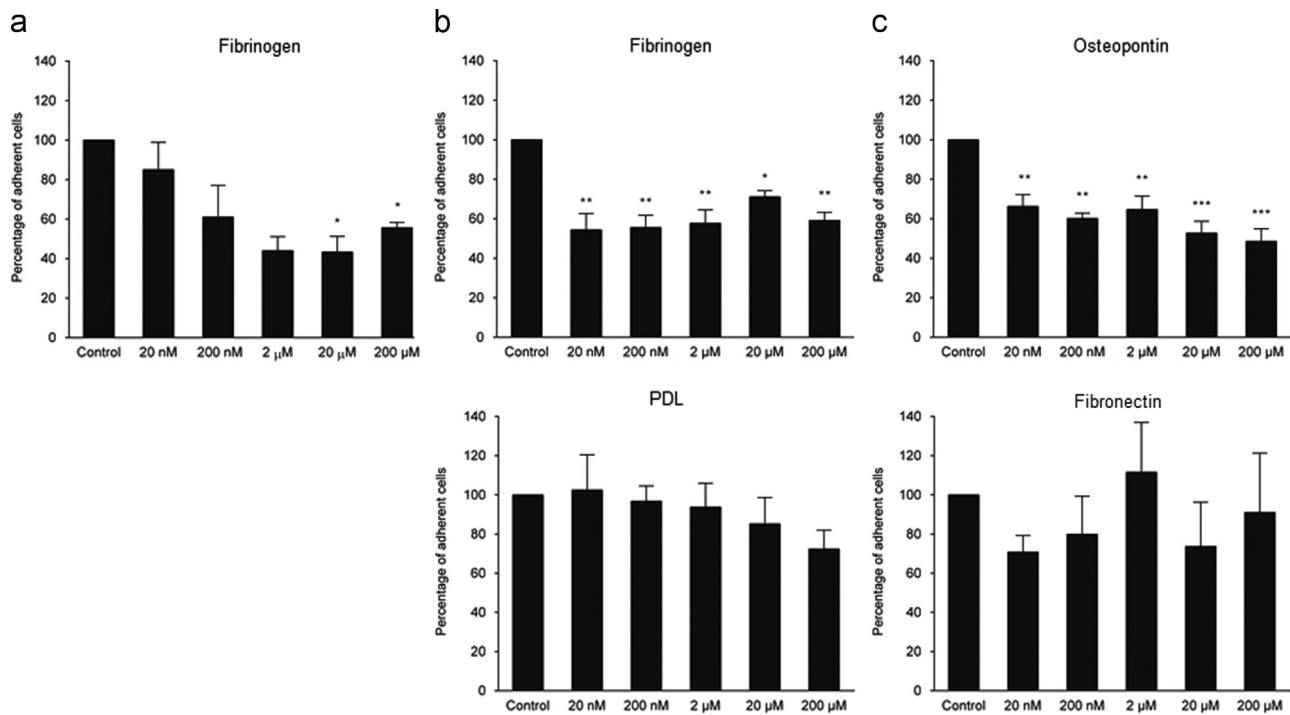 a
Fibrinogen
Percentage of adherent cells
140
120
100
80
60
40
20
0
* *
Control 20 nM 200 nM 2 μM 20 μM 200 μM
b
Fibrinogen
Percentage of adherent cells
140
120
100
80
60
40
20
0
** ** ** * **
Control 20 nM 200 nM 2 μM 20 μM 200 μM
PDL
Percentage of adherent cells
140
120
100
80
60
40
20
0
Control 20 nM 200 nM 2 μM 20 μM 200 μM
c
Osteopontin
Percentage of adherent cells
140
120
100
80
60
40
20
0
** ** ** *** ***
Control 20 nM 200 nM 2 μM 20 μM 200 μM
Fibronectin
Percentage of adherent cells
140
120
100
80
60
40
20
0
Control 20 nM 200 nM 2 μM 20 μM 200 μM